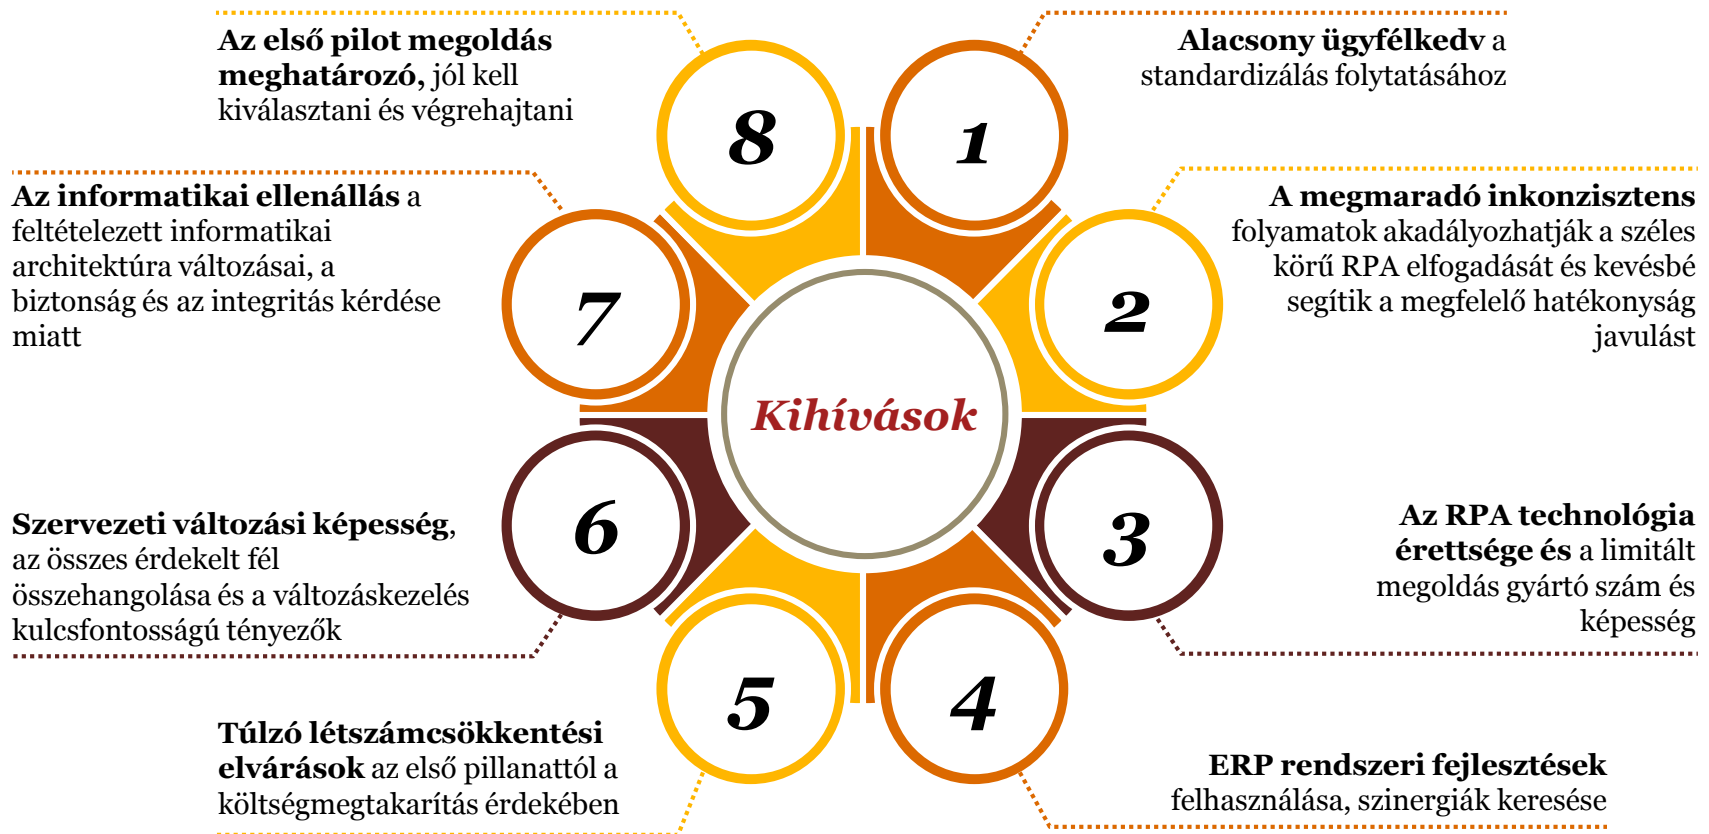 Az első pilot megoldás
meghatározó, jól kell
kiválasztani és végrehajtani
Alacsony ügyfélkedv a
standardizálás folytatásához
8
1
Az informatikai ellenállás a
feltételezett informatikai
architektúra változásai, a
biztonság és az integritás kérdése
miatt
A megmaradó inkonzisztens
folyamatok akadályozhatják a széles
körű RPA elfogadását és kevésbé
segítik a megfelelő hatékonyság
javulást
7
2
Kihívások
Szervezeti változási képesség,
az összes érdekelt fél
összehangolása és a változáskezelés
kulcsfontosságú tényezők
6
3
Az RPA technológia
érettsége és a limitált
megoldás gyártó szám és
képesség
5
4
Túlzó létszámcsökkentési
elvárások az első pillanattól a
költségmegtakarítás érdekében
ERP rendszeri fejlesztések
felhasználása, szinergiák keresése